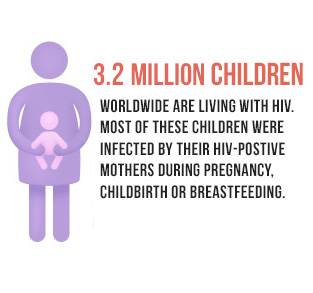 3.2 MILLION CHILDREN
WORLDWIDE ARE LIVING WITH HIV.
MOST OF THESE CHILDREN WERE
INFECTED BY THEIR HIV-POSTIVE
MOTHERS DURING PREGNANCY,
CHILDBIRTH OR BREASTFEEDING.